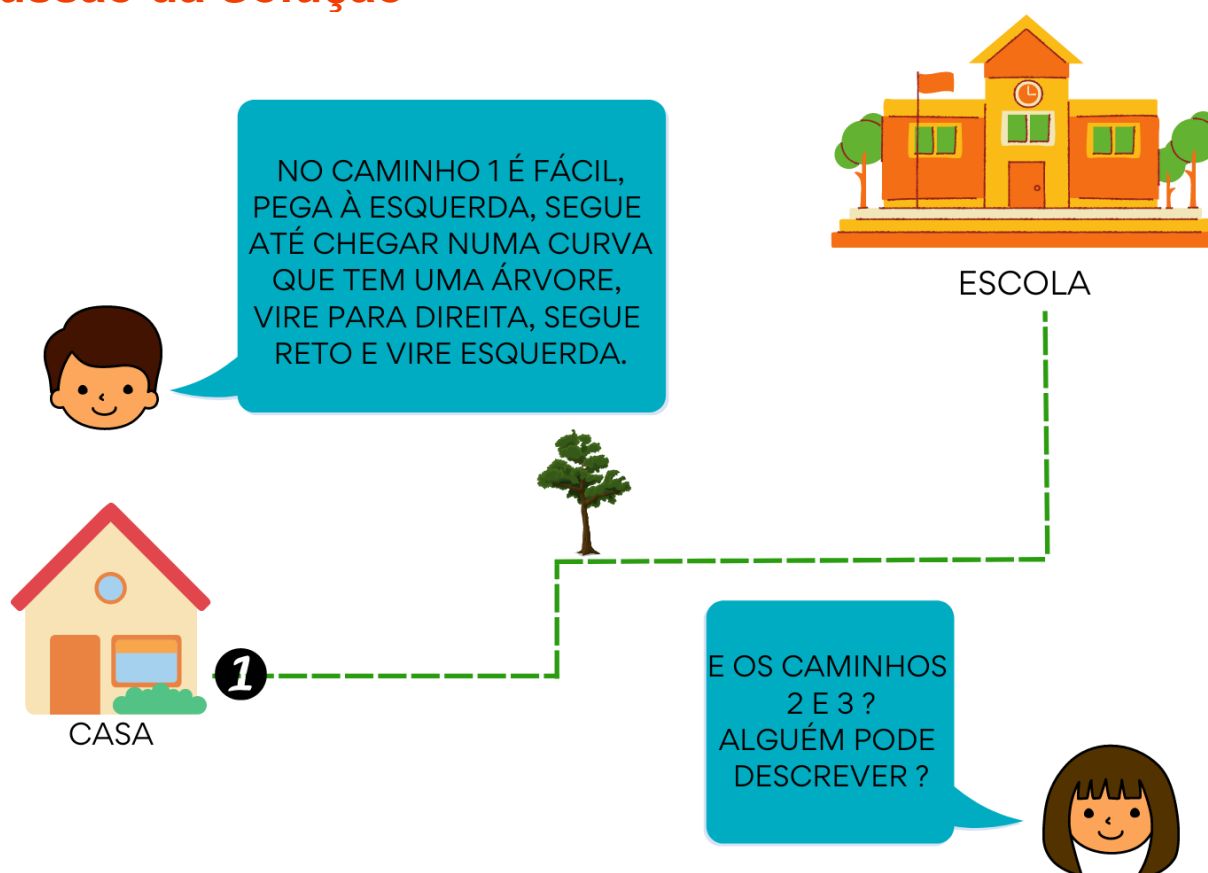 NO CAMINHO 1 É FÁCIL,
PEGA À ESQUERDA, SEGUE
ATÉ CHEGAR NUMA CURVA
QUE TEM UMA ÁRVORE,
VIRE PARA DIREITA, SEGUE
RETO E VIRE ESQUERDA.
ESCOLA
1
CASA
E OS CAMINHOS
2 E 3 ?
ALGUÉM PODE
DESCREVER ?